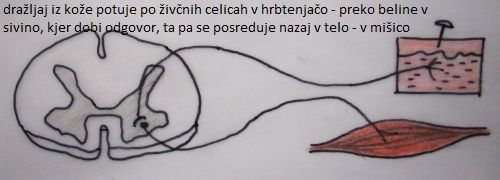 dražljaj iz kože potuje po živčnih celicah v hrbtenjačo - preko beline v
sivino, kjer dobi odgovor, ta pa se posreduje nazaj v telo - v mišico